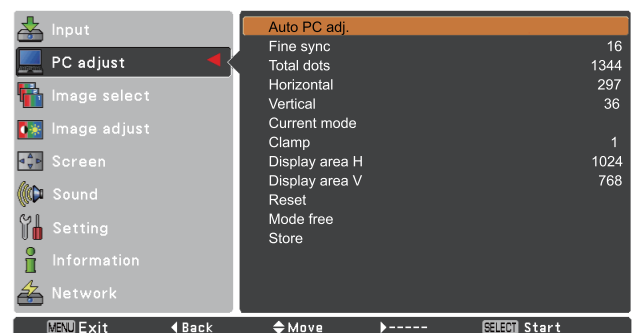 Input
PC adjust
Image select
Image adjust
Screen
Sound
Setting
Information
Network
Auto PC adj.
Fine sync 16
Total dots 1344
Horizontal 297
Vertical 36
Current mode
Clamp 1
Display area H 1024
Display area V 768
Reset
Mode free
Store
MENU Exit Back Move ----- SELECT Start